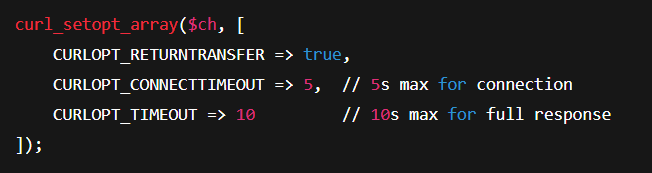 curl_setopt_array($ch, [
    CURLOPT_RETURNTRANSFER => true,
    CURLOPT_CONNECTTIMEOUT => 5,  // 5s max for connection
    CURLOPT_TIMEOUT => 10         // 10s max for full response
]);